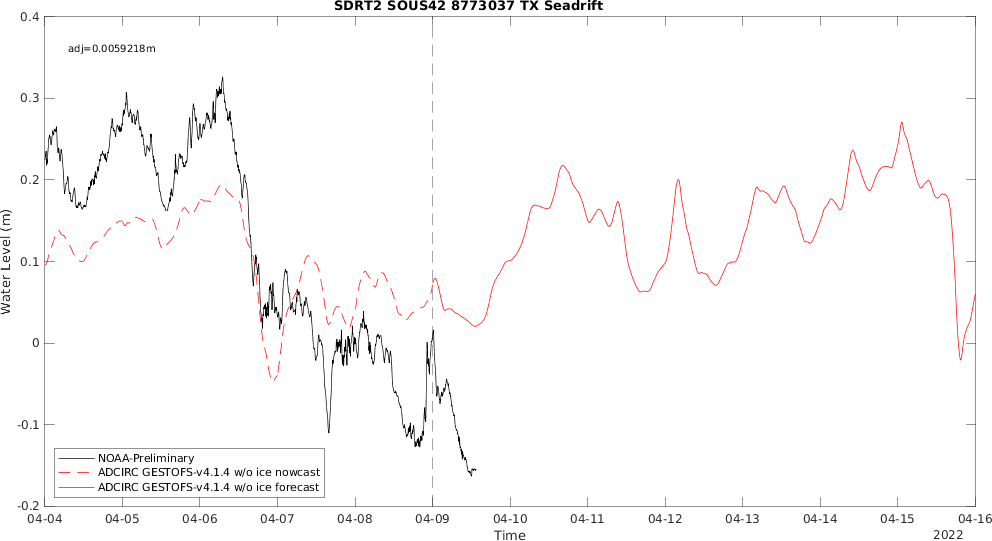 SDRT2 SOUS42 8773037 TX Seadrift
adj=0.0059218m
Water Level (m)
0.4
0.3
0.2
0.1
0
-0.1
-0.2
NOAA-Preliminary
ADCIRC GESTOFS-v4.1.4 w/o ice nowcast
ADCIRC GESTOFS-v4.1.4 w/o ice forecast
04-04 04-05 04-06 04-07 04-08 04-09 04-10 04-11 04-12 04-13 04-14 04-15 04-16
Time
2022